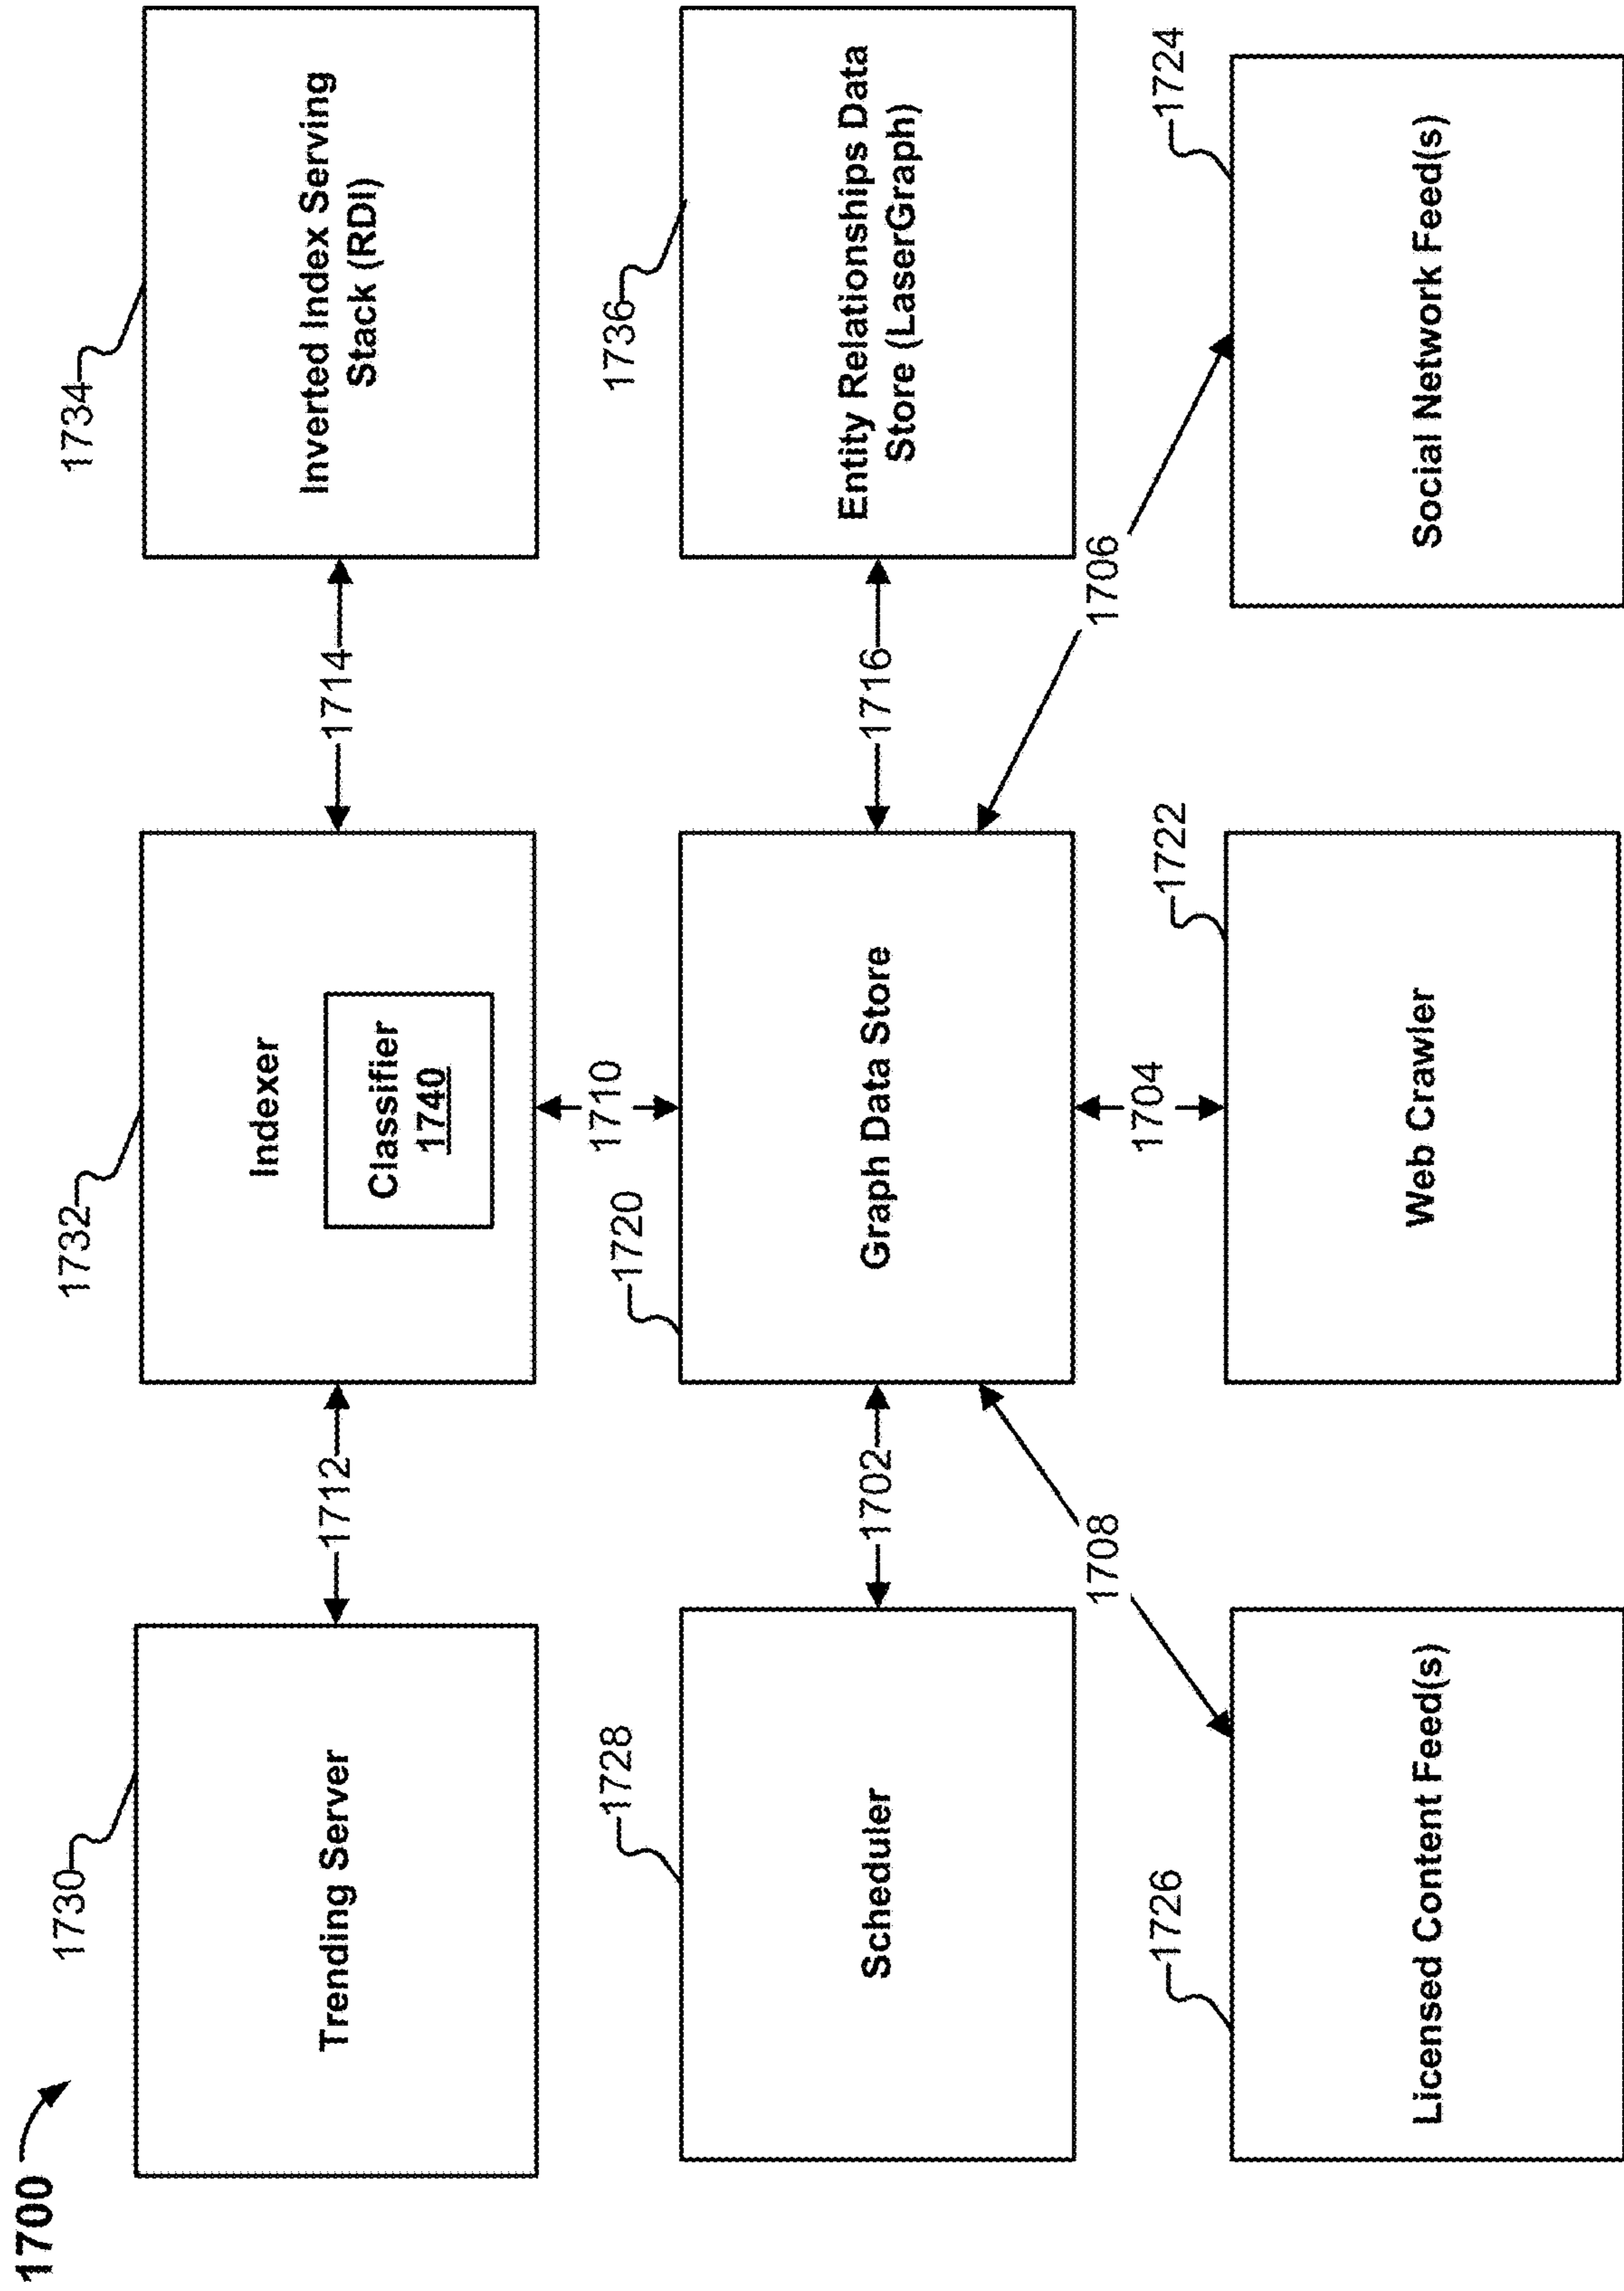 1700
1730
1732
1734
Trending Server
Indexer
Classifier
1740
Inverted Index Serving
Stack (RDI)
1712
1714
1710
1728
1720
1736
Scheduler
Graph Data Store
Entity Relationships Data
Store (LaserGraph)
1702
1716
1708
1704
1706
1726
1722
1724
Licensed Content Feed(s)
Web Crawler
Social Network Feed(s)